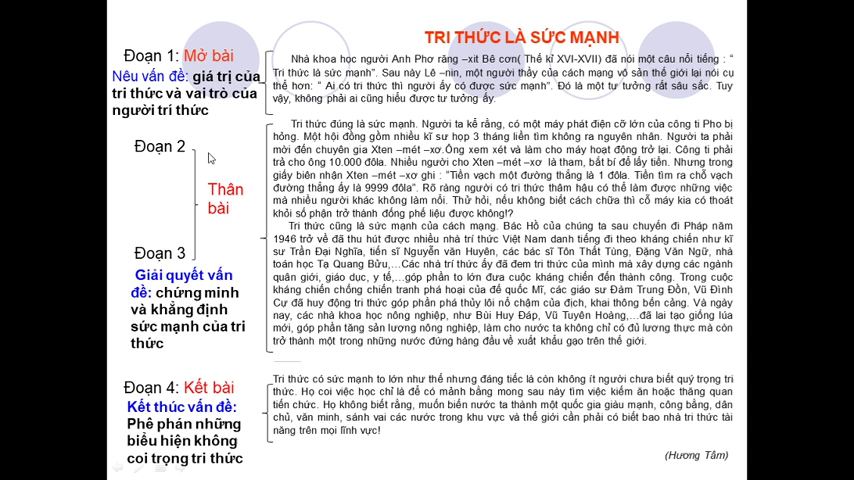 TRI THỨC LÀ SỨC MẠNH
Đoạn 1: Mở bài
Nêu vấn đề: giá trị của
tri thức và vai trò của
người trí thức
Nhà khoa học người Anh Phơ răng –xit Bê cơn( Thế kỉ XVI-XVII) đã nói một câu nổi tiếng : “
Tri thức là sức mạnh”. Sau này Lê –nin, một người thầy của cách mạng vô sản thế giới lại nói cụ
thể hơn: “ Ai có tri thức thì người ấy có được sức mạnh”. Đó là một tư tưởng rất sâu sắc. Tuy
vậy, không phải ai cũng hiểu được tư tưởng ấy.
Đoạn 2
Thân
bài
Đoạn 3
Giải quyết vấn
đề: chứng minh
và khẳng định
sức mạnh của tri
thức
Tri thức đúng là sức mạnh. Người ta kể rằng, có một máy phát điện cỡ lớn của công ti Pho bị
hỏng. Một hội đồng gồm nhiều kĩ sư họp 3 tháng liền tìm không ra nguyên nhân. Người ta phải
mời đến chuyên gia Xten –mét –xơ.Ông xem xét và làm cho máy hoạt động trở lại. Công ti phải
trả cho ông 10.000 đôla. Nhiều người cho Xten –mét –xơ là tham, bắt bí để lấy tiền. Nhưng trong
giấy biên nhận Xten –mét –xơ ghi : “Tiền vạch một đường thẳng là 1 đôla. Tiền tìm ra chỗ vạch
đường thẳng ấy là 9999 đôla”. Rõ ràng người có tri thức thâm hậu có thể làm được những việc
mà nhiều người khác không làm nổi. Thử hỏi, nếu không biết cách chữa thì cỗ máy kia có thoát
khỏi số phận trở thành đống phế liệu được không!?
Tri thức cũng là sức mạnh của cách mạng. Bác Hồ của chúng ta sau chuyến đi Pháp năm
1946 trở về đã thu hút được nhiều nhà trí thức Việt Nam danh tiếng đi theo kháng chiến như kĩ
sư Trần Đại Nghĩa, tiến sĩ Nguyễn văn Huyên, các bác sĩ Tôn Thất Tùng, Đặng Văn Ngữ, nhà
toán học Tạ Quang Bửu,…Các nhà trí thức ấy đã đem tri thức của mình mà xây dựng các ngành
quân giới, giáo dục, y tế,…góp phần to lớn đưa cuộc kháng chiến đến thành công. Trong cuộc
kháng chiến chống chiến tranh phá hoại của đế quốc Mĩ, các giáo sư Đàm Trung Đồn, Vũ Đình
Cự đã huy động tri thức góp phần phá thủy lôi nổ chậm của địch, khai thông bến cảng. Và ngày
nay, các nhà khoa học nông nghiệp, như Bùi Huy Đáp, Vũ Tuyên Hoàng,…đã lai tạo giống lúa
mới, góp phần tăng sản lượng nông nghiệp, làm cho nước ta không chỉ có đủ lương thực mà còn
trở thành một trong những nước đứng hàng đầu về xuất khẩu gạo trên thế giới.
Đoạn 4: Kết bài
Kết thúc vấn đề:
Phê phán những
biểu hiện không
coi trọng tri thức
Tri thức có sức mạnh to lớn như thế nhưng đáng tiếc là còn không ít người chưa biết quý trọng tri
thức. Họ coi việc học chỉ là để có mảnh bằng mong sau này tìm việc kiếm ăn hoặc thăng quan
tiến chức. Họ không biết rằng, muốn biến nước ta thành một quốc gia giàu mạnh, công bằng, dân
chủ, văn minh, sánh vai các nước trong khu vực và thế giới cần phải có biết bao nhà trí thức tài
năng trên mọi lĩnh vực!
(Hương Tâm)